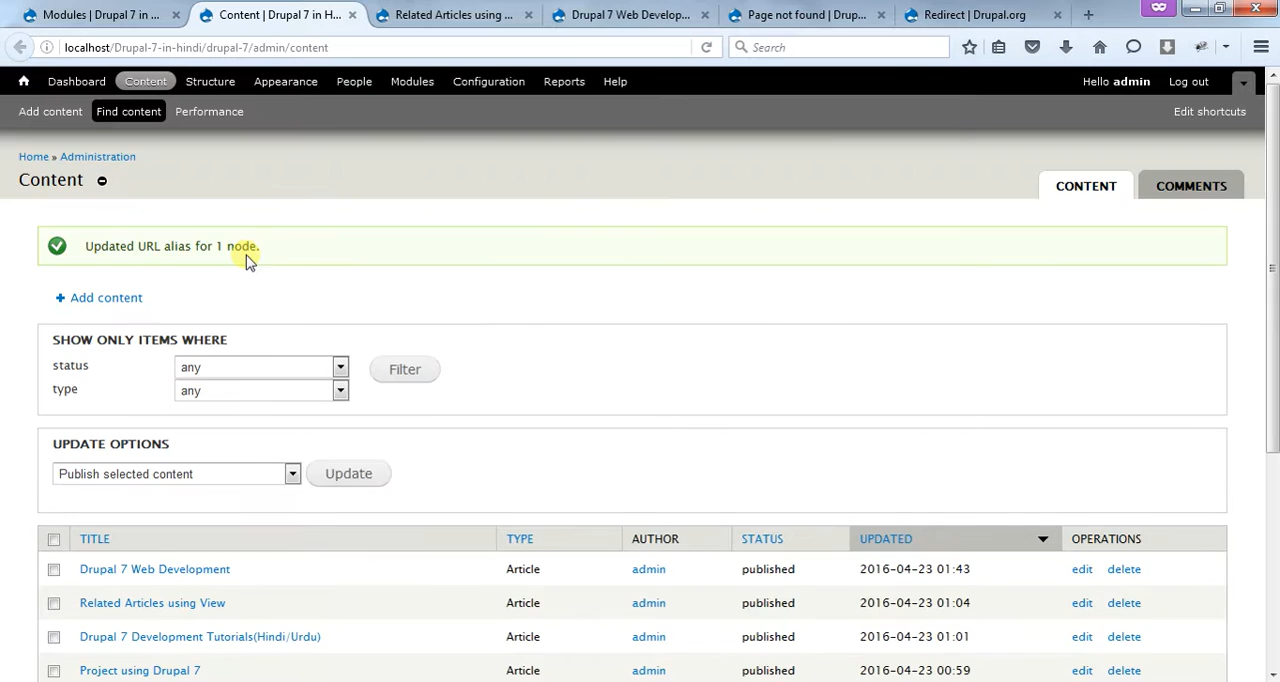 Modules | Drupal 7 in ... Content | Drupal 7 in H... Related Articles using ... Drupal 7 Web Develop... Page not found | Drup... Redirect | Drupal.org
localhost/Drupal-7-in-hindi/drupal-7/admin/content Search
Dashboard Content Structure Appearance People Modules Configuration Reports Help Hello admin Log out
Add content Find content Performance Edit shortcuts
Home » Administration
Content CONTENT COMMENTS
Updated URL alias for 1 node.
Add content
SHOW ONLY ITEMS WHERE
status any Filter
type any
UPDATE OPTIONS
Publish selected content Update
TITLE TYPE AUTHOR STATUS UPDATED OPERATIONS
Drupal 7 Web Development Article admin published 2016-04-23 01:43 edit delete
Related Articles using View Article admin published 2016-04-23 01:04 edit delete
Drupal 7 Development Tutorials(Hindi/Urdu) Article admin published 2016-04-23 01:01 edit delete
Project using Drupal 7 Article admin published 2016-04-23 00:59 edit delete